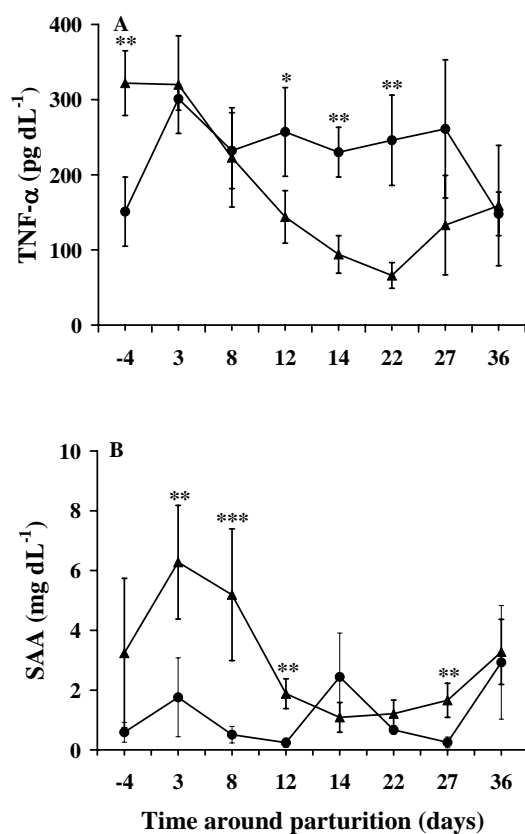 A
TNF-α (pg dL⁻¹)
400
300
200
100
0
**
*
**
**
-4 3 8 12 14 22 27 36
B
SAA (mg dL⁻¹)
10
8
6
4
2
0
**
***
**
**
-4 3 8 12 14 22 27 36
Time around parturition (days)